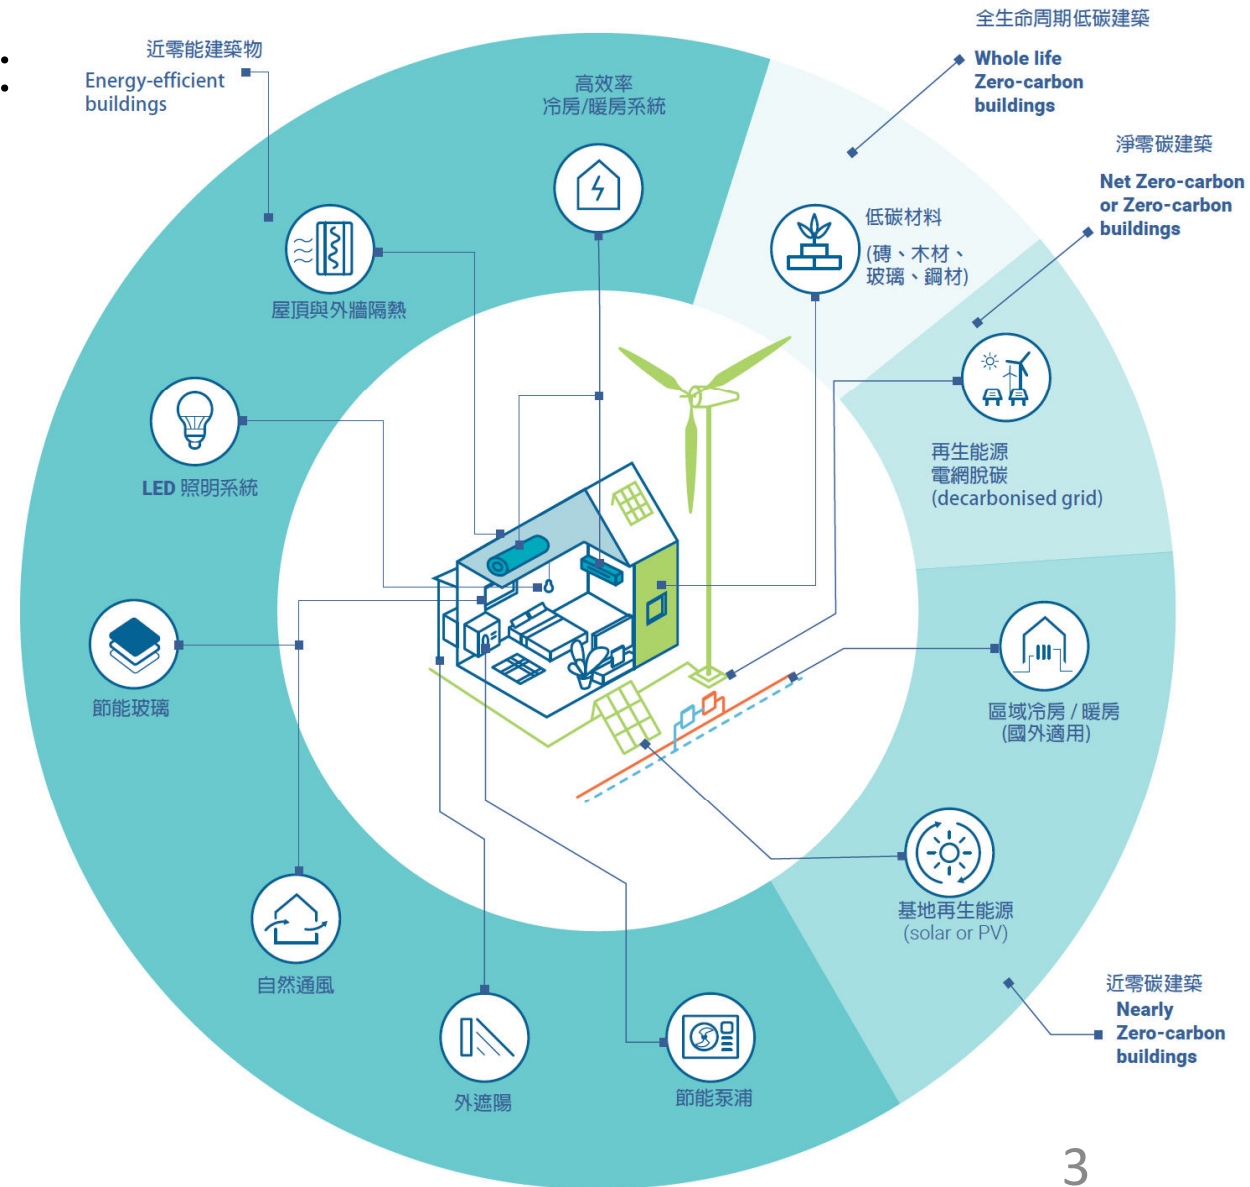 全生命周期低碳建築
Whole life
Zero-carbon
buildings
近零能建築物
Energy-efficient
buildings
高效率
冷房/暖房系統
淨零碳建築
Net Zero-carbon
or Zero-carbon
buildings
低碳材料
(磚、木材、
玻璃、鋼材)
屋頂與外牆隔熱
再生能源
電網脫碳
(decarbonised grid)
LED 照明系統
節能玻璃
區域冷房 / 暖房
(國外適用)
基地再生能源
(solar or PV)
自然通風
近零碳建築
Nearly
Zero-carbon
buildings
外遮陽
節能泵浦
3